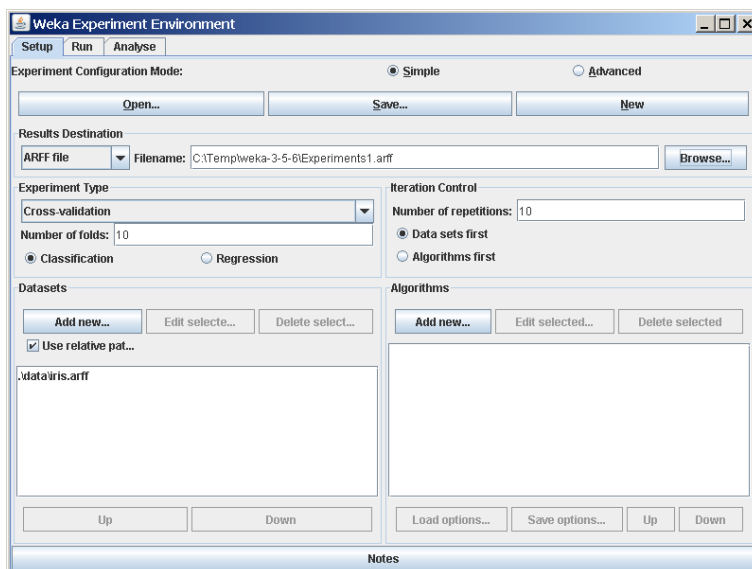 Weka Experiment Environment
Setup Run Analyse
Experiment Configuration Mode: Simple Advanced
Open... Save... New
Results Destination
ARFF file Filename: C:\Temp\weka-3-5-6\Experiments1.arff Browse...
Experiment Type
Cross-validation
Number of folds: 10
Classification Regression
Iteration Control
Number of repetitions: 10
Data sets first
Algorithms first
Datasets
Add new... Edit selecte... Delete select...
Use relative pat...
.\data\iris.arff
Up Down
Algorithms
Add new... Edit selected... Delete selected
Load options... Save options... Up Down
Notes